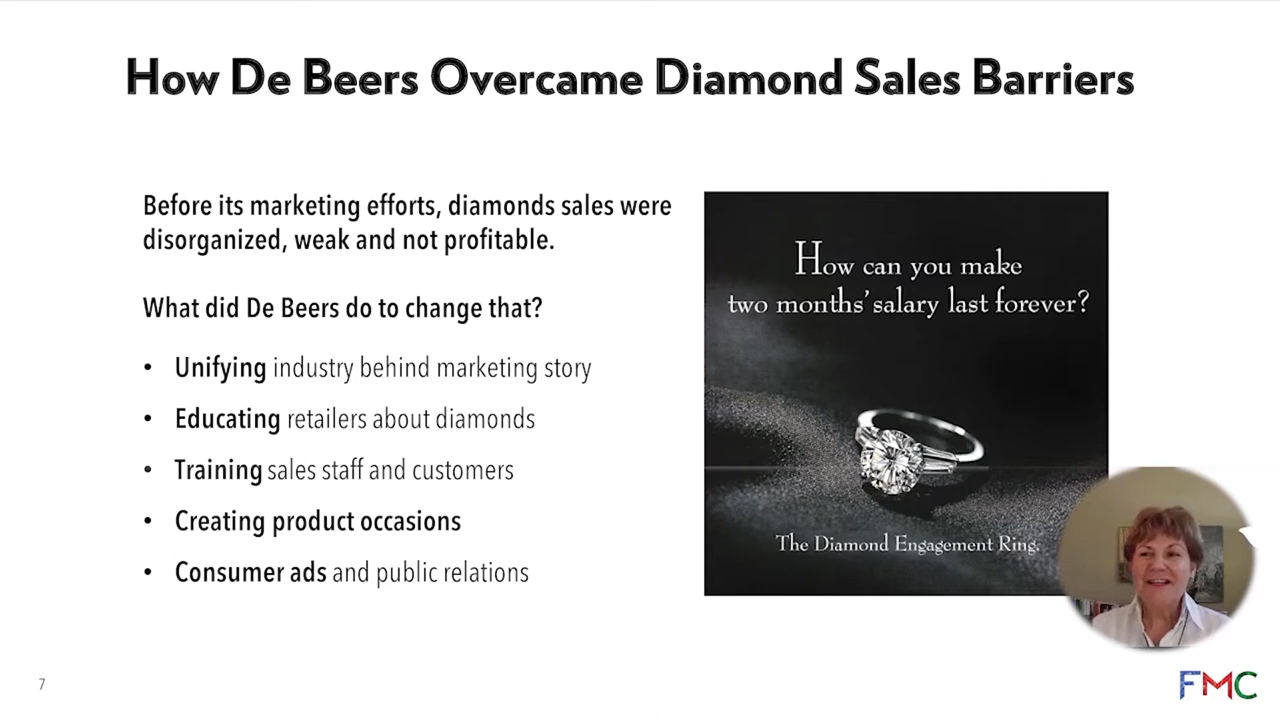 How De Beers Overcame Diamond Sales Barriers
Before its marketing efforts, diamonds sales were
disorganized, weak and not profitable.
What did De Beers do to change that?
• Unifying industry behind marketing story
• Educating retailers about diamonds
• Training sales staff and customers
• Creating product occasions
• Consumer ads and public relations
How can you make
two months' salary last forever?
The Diamond Engagement Ring.
7
FMC